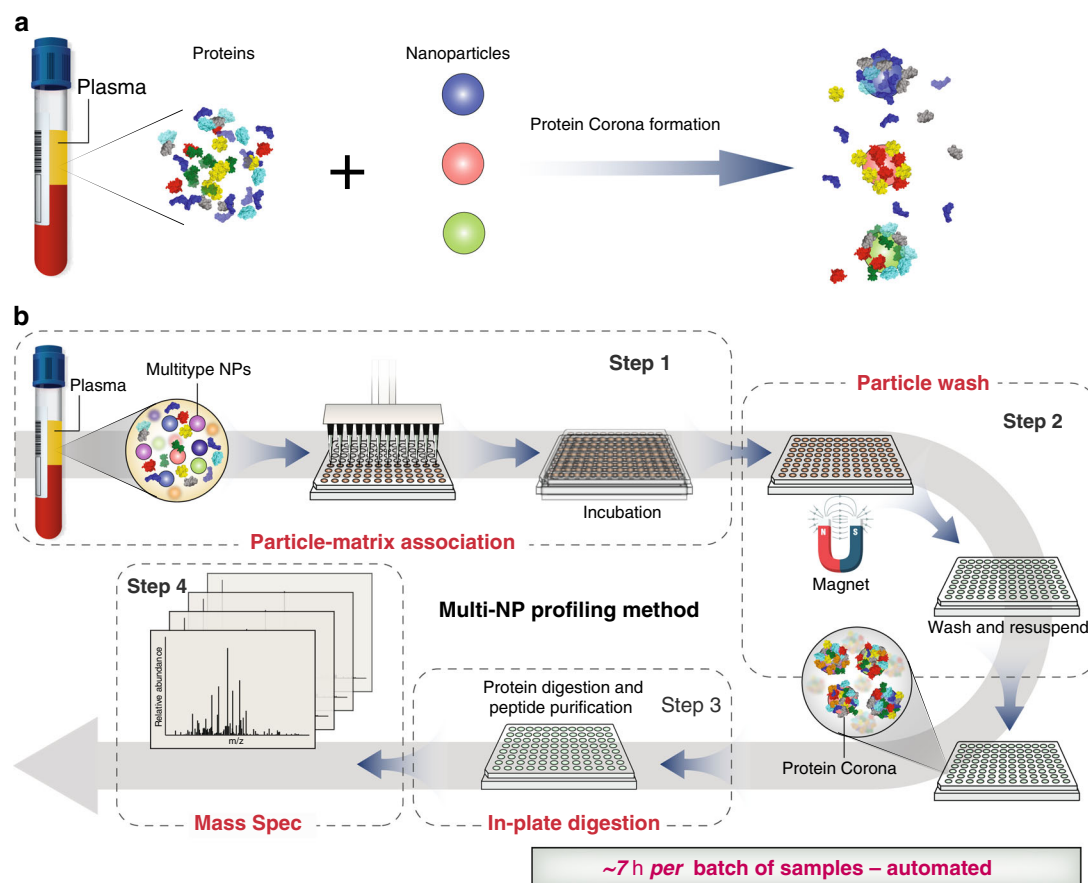 a
Plasma
Proteins
Nanoparticles
Protein Corona formation
b
Step 1
Plasma
Multitype NPs
Incubation
Particle-matrix association
Particle wash
Step 2
N S
Magnet
Wash and resuspend
Protein Corona
Multi-NP profiling method
Step 3
Protein digestion and
peptide purification
In-plate digestion
Step 4
Relative abundance
m/z
Mass Spec
~7 h per batch of samples – automated